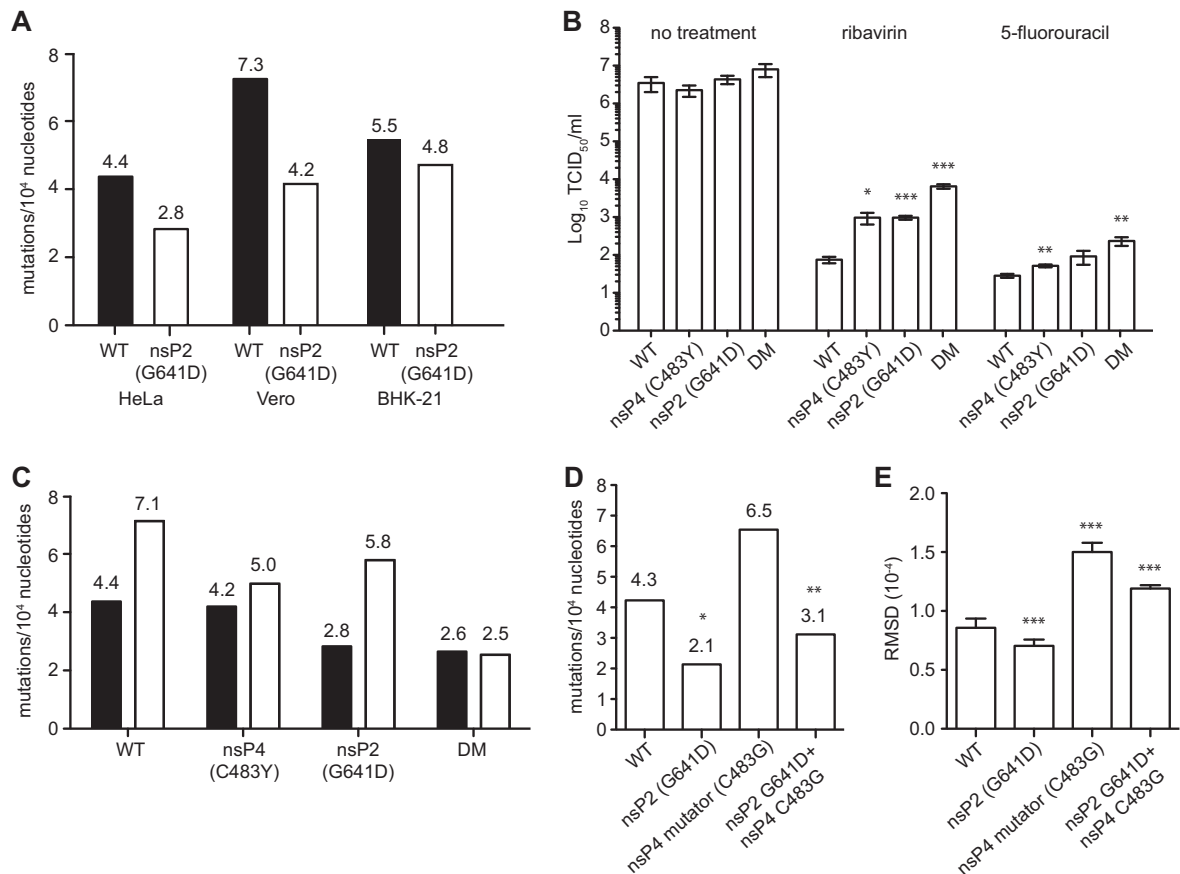 A
mutations/10⁴ nucleotides
8
6
4
2
0
4.4
2.8
7.3
4.2
5.5
4.8
WT
nsP2
(G641D)
WT
nsP2
(G641D)
WT
nsP2
(G641D)
HeLa
Vero
BHK-21
B
no treatment
ribavirin
5-fluorouracil
Log₁₀ TCID₅₀/ml
8
7
6
5
4
3
2
1
0
*
***
***
**
**
WT
nsP4 (C483Y)
nsP2 (G641D)
DM
WT
nsP4 (C483Y)
nsP2 (G641D)
DM
WT
nsP4 (C483Y)
nsP2 (G641D)
DM
C
mutations/10⁴ nucleotides
8
6
4
2
0
4.4
7.1
4.2
5.0
2.8
5.8
2.6
2.5
WT
nsP4
(C483Y)
nsP2
(G641D)
DM
D
mutations/10⁴ nucleotides
8
7
6
5
4
3
2
1
0
4.3
*
2.1
6.5
**
3.1
WT
nsP2 (G641D)
nsP4 mutator (C483G)
nsP2 G641D+
nsP4 C483G
E
RMSD (10⁻⁴)
2.0
1.5
1.0
0.5
0.0
***
***
***
WT
nsP2 (G641D)
nsP4 mutator (C483G)
nsP2 G641D+
nsP4 C483G